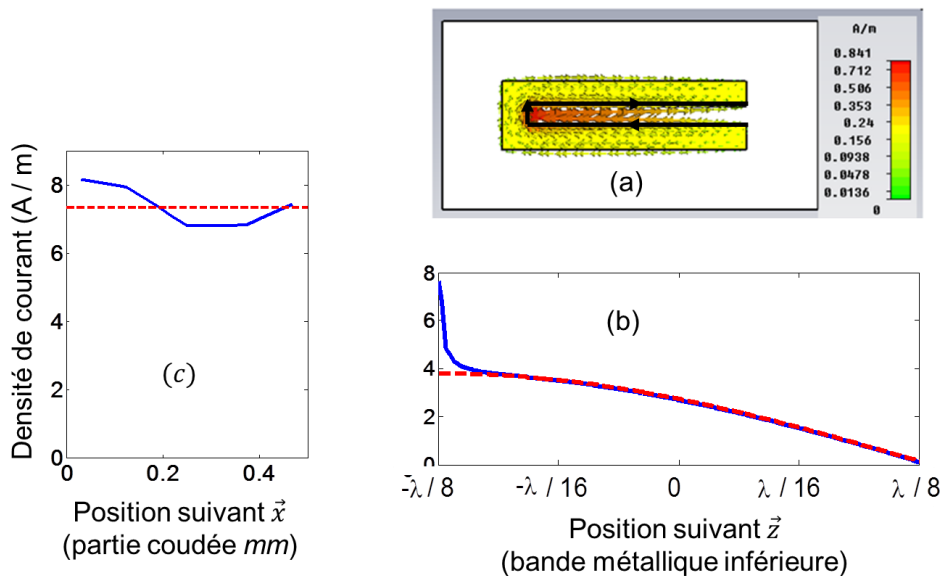 A/m
0.841
0.712
0.506
0.353
0.24
0.156
0.0938
0.0478
0.0136
0
(a)
Densité de courant (A / m)
8
6
4
2
0
0
0.2
0.4
(c)
Position suivant x⃗
(partie coudée mm)
8
6
4
2
0
(b)
-λ / 8
-λ / 16
0
λ / 16
λ / 8
Position suivant z⃗
(bande métallique inférieure)